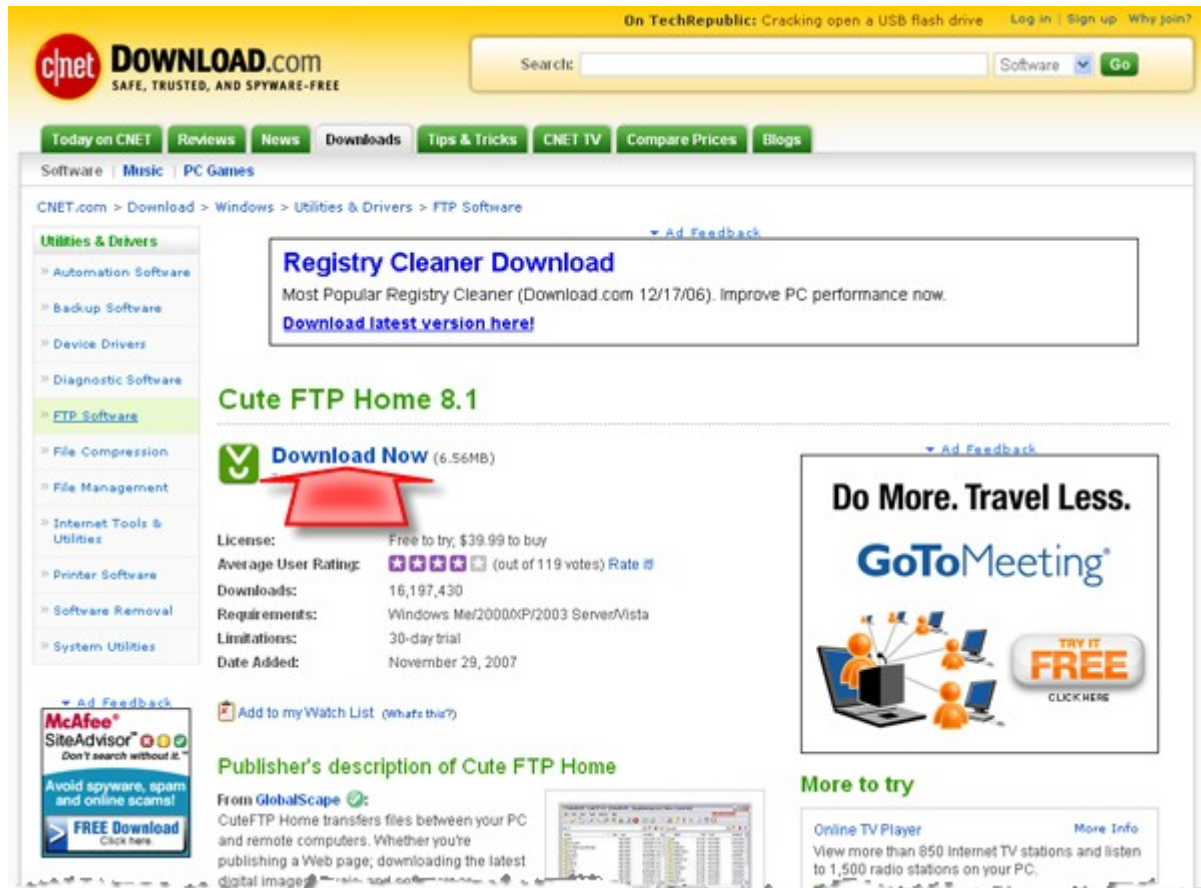 On TechRepublic: Cracking open a USB flash drive Log in | Sign up Why join?
c|net DOWNLOAD.COM
SAFE, TRUSTED, AND SPYWARE-FREE
Search: Software Go
Today on CNET Reviews News Downloads Tips & Tricks CNET TV Compare Prices Blogs
Software | Music | PC Games
CNET.com > Download > Windows > Utilities & Drivers > FTP Software
Utilities & Drivers
» Automation Software
» Backup Software
» Device Drivers
» Diagnostic Software
» FTP Software
» File Compression
» File Management
» Internet Tools &
Utilities
» Printer Software
» Software Removal
» System Utilities
Ad Feedback
McAfee®
SiteAdvisor™
Don't search without it.™
Avoid spyware, spam
and online scams!
> FREE Download
Click here.
Ad Feedback
Registry Cleaner Download
Most Popular Registry Cleaner (Download.com 12/17/06). Improve PC performance now.
Download latest version here!
Cute FTP Home 8.1
Download Now (6.56MB)
License: Free to try; $39.99 to buy
Average User Rating: (out of 119 votes) Rate it!
Downloads: 16,197,430
Requirements: Windows Me/2000/XP/2003 Server/Vista
Limitations: 30-day trial
Date Added: November 29, 2007
Add to my Watch List (What's this?)
Publisher's description of Cute FTP Home
From GlobalScape :
CuteFTP Home transfers files between your PC
and remote computers. Whether you're
publishing a Web page; downloading the latest
digital images
Ad Feedback
Do More. Travel Less.
GoToMeeting®
TRY IT
FREE
CLICK HERE
More to try
Online TV Player More Info
View more than 850 Internet TV stations and listen
to 1,500 radio stations on your PC.